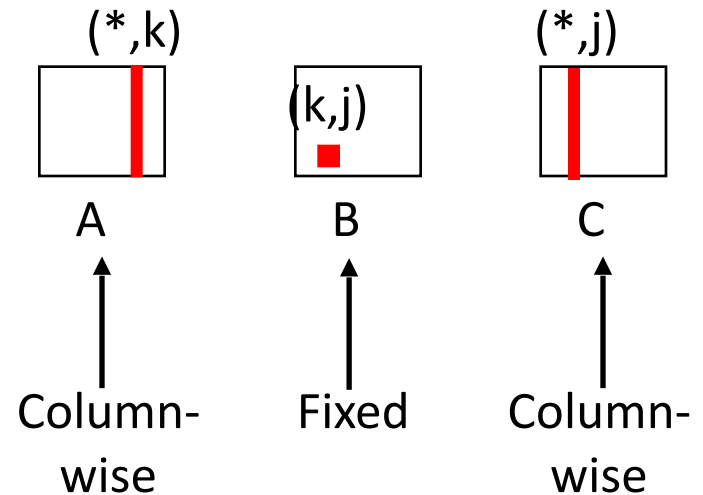 (*,k)
(*,j)
(k,j)
A
B
C
Column-
wise
Fixed
Column-
wise